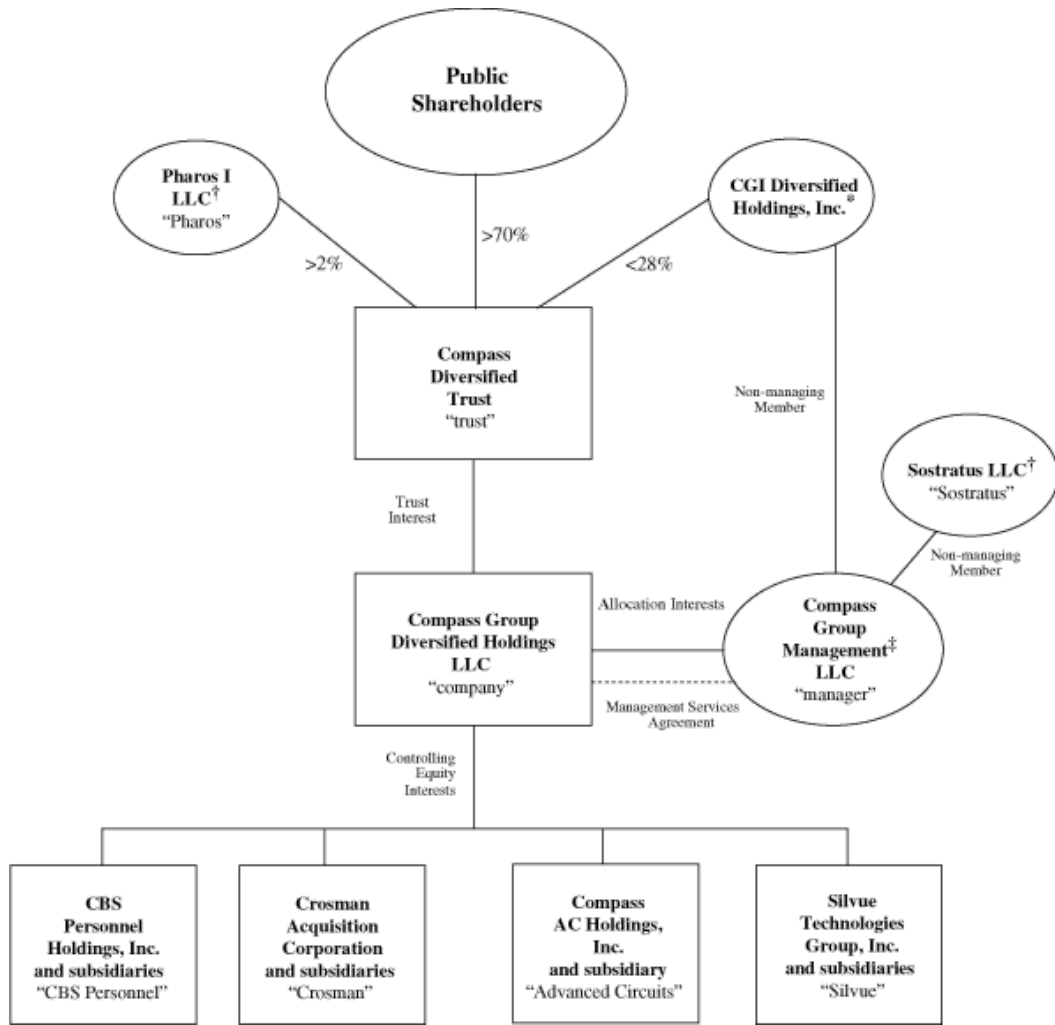 Public
Shareholders
Pharos I
LLC†
“Pharos”
CGI Diversified
Holdings, Inc.*
>2%
>70%
<28%
Compass
Diversified
Trust
“trust”
Non-managing
Member
Sostratus LLC†
“Sostratus”
Trust
Interest
Non-managing
Member
Compass Group
Diversified Holdings
LLC
“company”
Allocation Interests
Management Services
Agreement
Compass
Group
Management‡
LLC
“manager”
Controlling
Equity
Interests
CBS
Personnel
Holdings, Inc.
and subsidiaries
“CBS Personnel”
Crosman
Acquisition
Corporation
and subsidiaries
“Crosman”
Compass
AC Holdings,
Inc.
and subsidiary
“Advanced Circuits”
Silvue
Technologies
Group, Inc.
and subsidiaries
“Silvue”